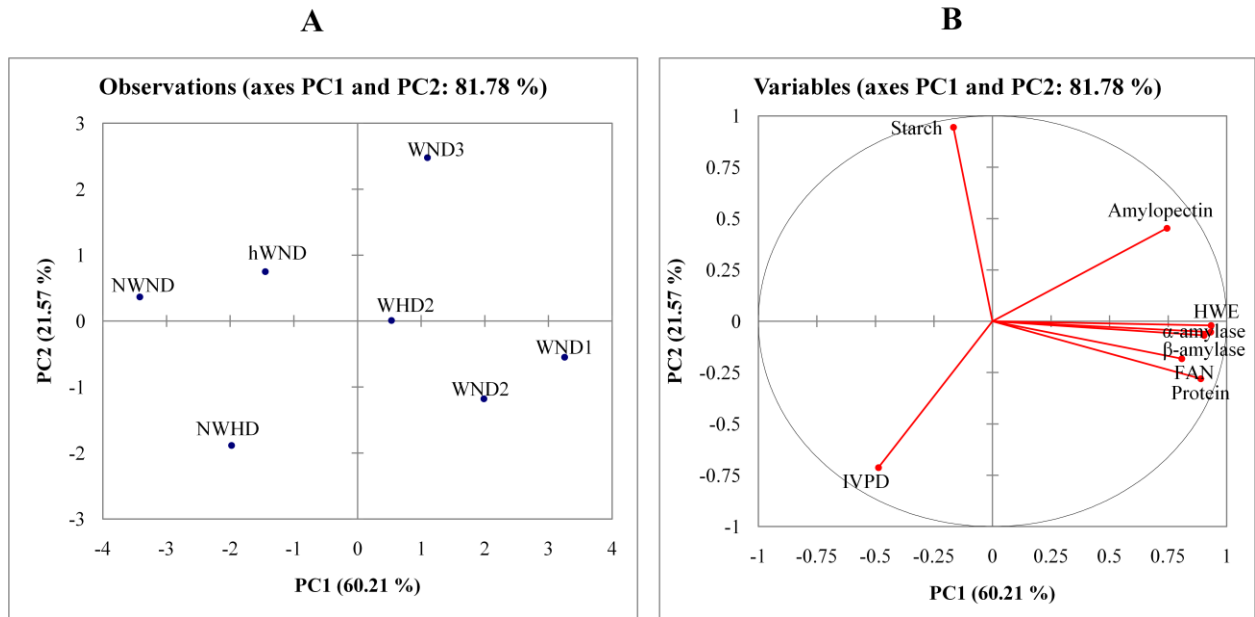 A
Observations (axes PC1 and PC2: 81.78 %)
3
2
1
0
-1
-2
-3
PC2 (21.57 %)
WND3
hWND
NWND
WHD2
WND1
WND2
NWHD
-4
-3
-2
-1
0
1
2
3
4
PC1 (60.21 %)
B
Variables (axes PC1 and PC2: 81.78 %)
1
0.75
0.5
0.25
0
-0.25
-0.5
-0.75
-1
PC2 (21.57 %)
Starch
Amylopectin
HWE
α-amylase
β-amylase
FAN
Protein
IVPD
-1
-0.75
-0.5
-0.25
0
0.25
0.5
0.75
1
PC1 (60.21 %)